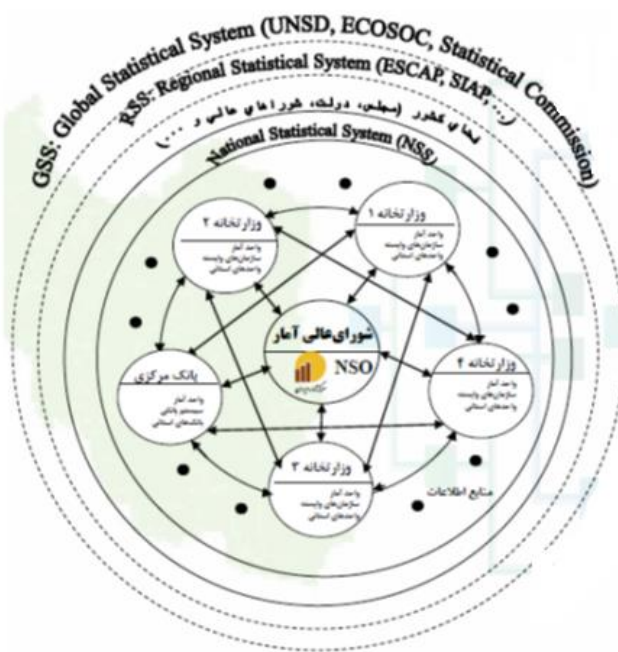 GSS: Global Statistical System (UNSD, ECOSOC, Statistical Commission)
RSS- Regional Statistical System (ESCAP, SIAP, ...)
فضای کشور (مجلس، دولت، شوراهای عالی و ...)
National Statistical System (NSS)
وزارتخانه ۱
واحد آمار
سازمان‌های وابسته
واحدهای استانی
وزارتخانه ۲
واحد آمار
سازمان‌های وابسته
واحدهای استانی
شورای‌عالی آمار
NSO
وزارتخانه ۴
واحد آمار
سازمان‌های وابسته
واحدهای استانی
بانک مرکزی
واحد آمار
سیستم بانکی
بانک‌های استانی
وزارتخانه ۳
واحد آمار
سازمان‌های وابسته
واحدهای استانی
منابع اطلاعات